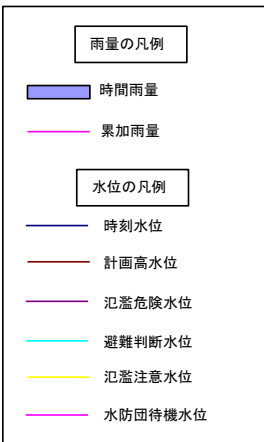 雨量の凡例
時間雨量
累加雨量
水位の凡例
時刻水位
計画高水位
氾濫危険水位
避難判断水位
氾濫注意水位
水防団待機水位